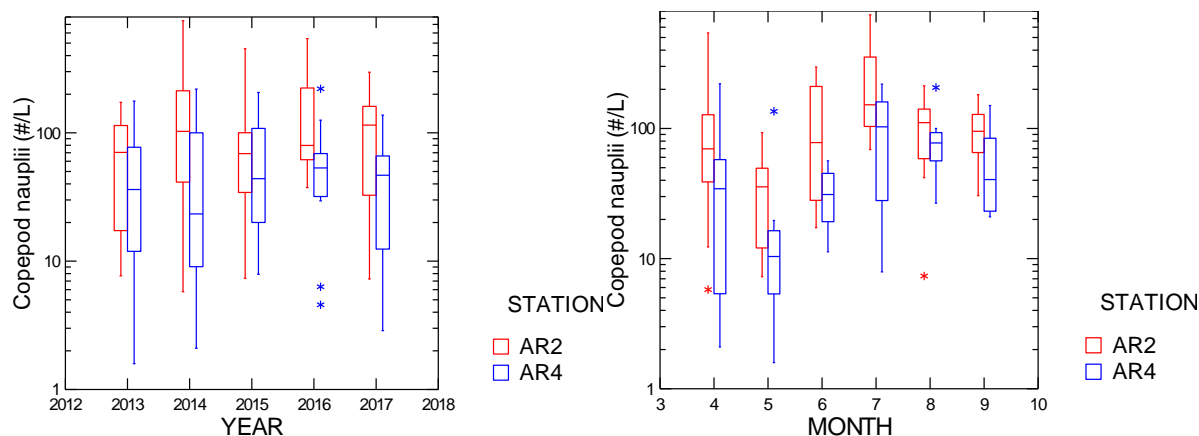 Copepod nauplii (#/L)
100
10
1
2012 2013 2014 2015 2016 2017 2018
YEAR
STATION
AR2
AR4
Copepod nauplii (#/L)
100
10
1
3 4 5 6 7 8 9 10
MONTH
STATION
AR2
AR4